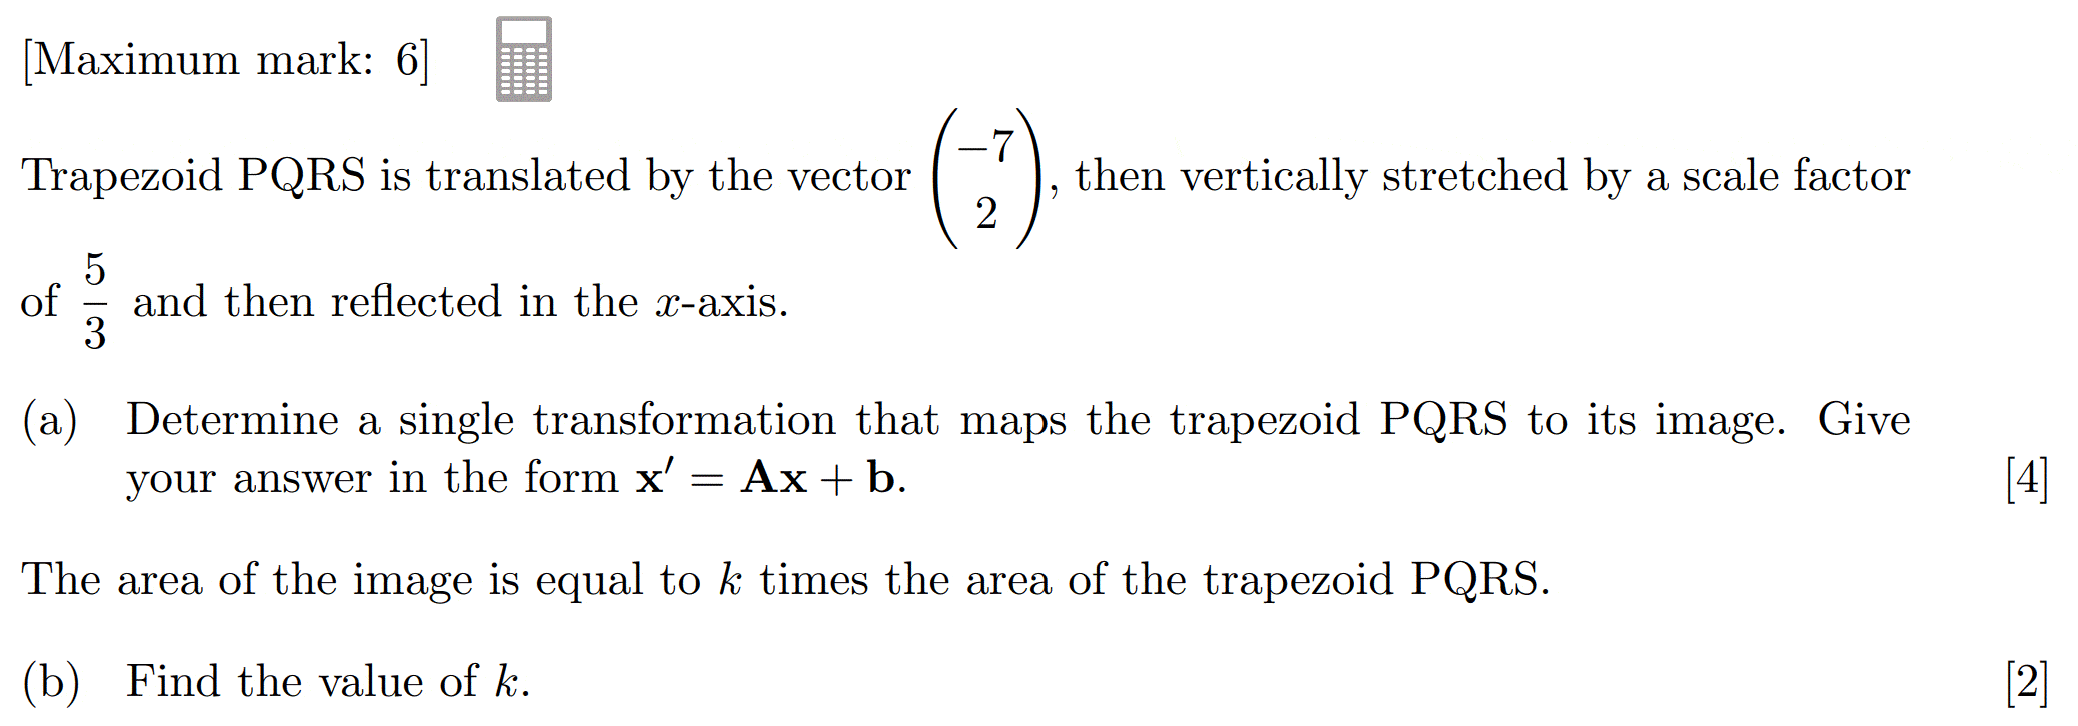 [Maximum mark: 6]
Trapezoid PQRS is translated by the vector $\begin{pmatrix} -7 \\ 2 \end{pmatrix}$, then vertically stretched by a scale factor
of $\frac{5}{3}$ and then reflected in the $x$-axis.
(a) Determine a single transformation that maps the trapezoid PQRS to its image. Give
your answer in the form $\mathbf{x}' = \mathbf{A}\mathbf{x} + \mathbf{b}$. [4]
The area of the image is equal to $k$ times the area of the trapezoid PQRS.
(b) Find the value of $k$. [2]